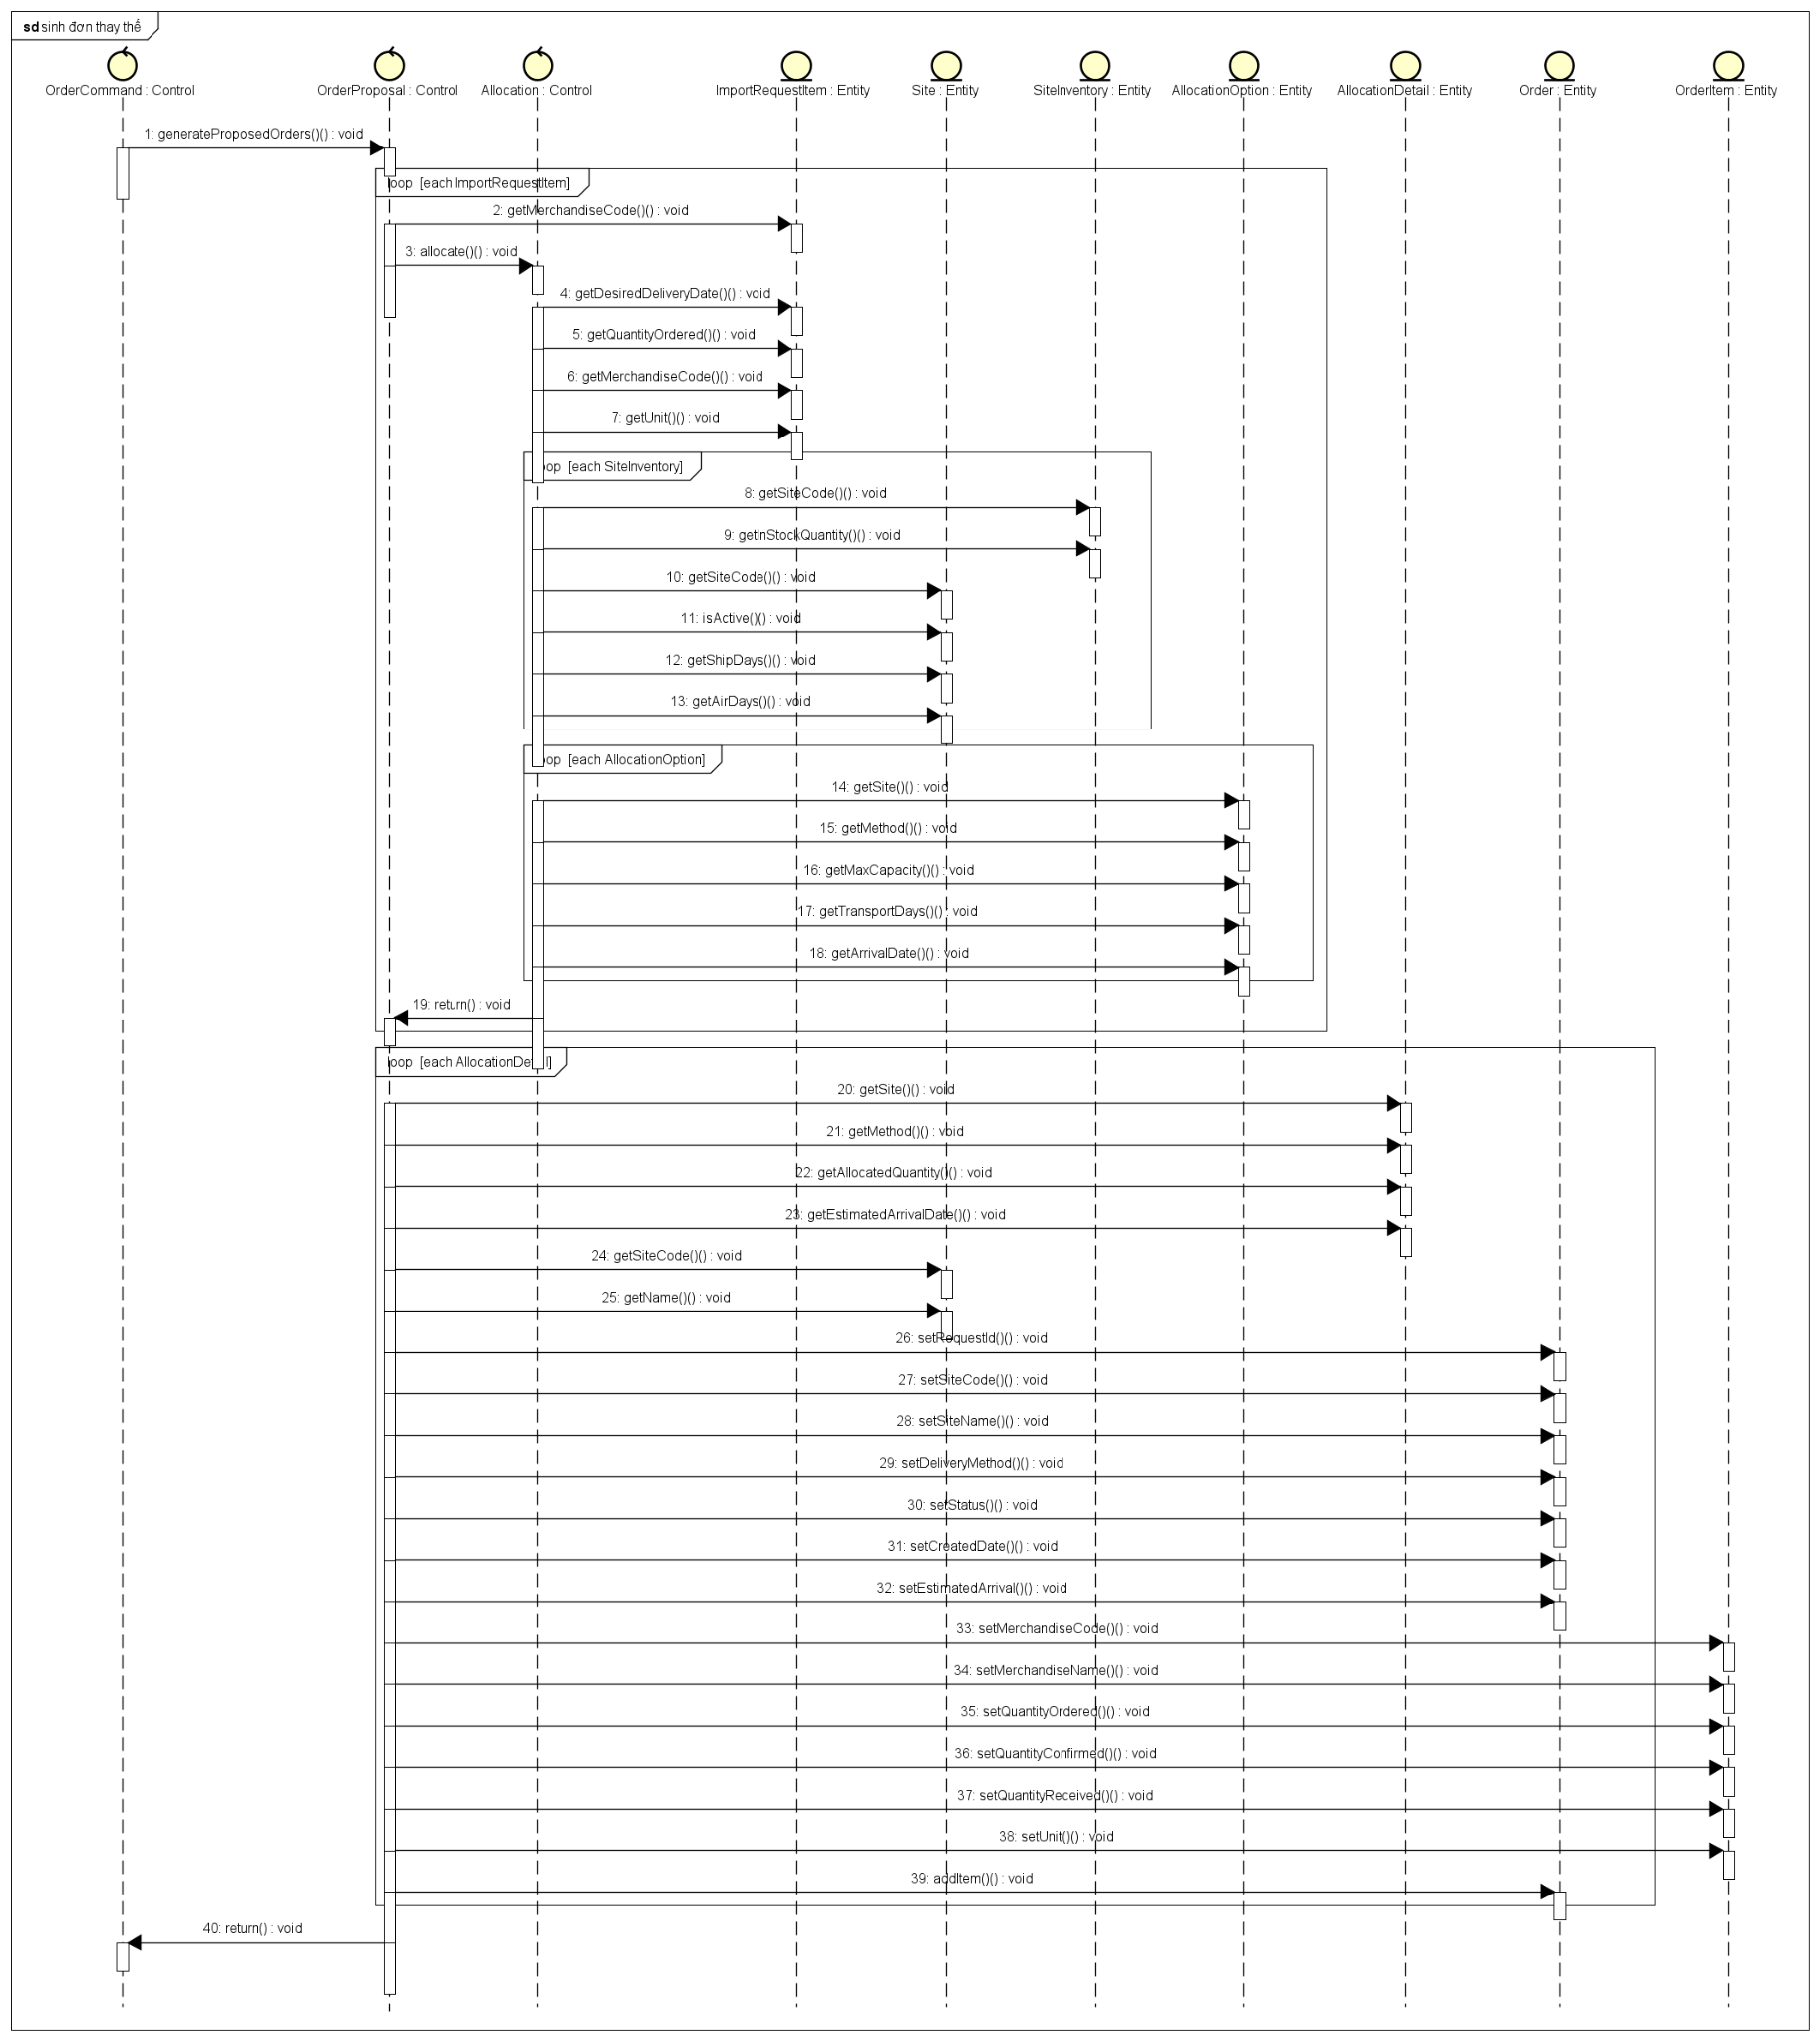 sd sinh đơn thay thế
OrderCommand : Control
OrderProposal : Control
Allocation : Control
ImportRequestItem : Entity
Site : Entity
SiteInventory : Entity
AllocationOption : Entity
AllocationDetail : Entity
Order : Entity
OrderItem : Entity
1: generateProposedOrders()() : void
loop [each ImportRequestItem]
2: getMerchandiseCode()() : void
3: allocate()() : void
4: getDesiredDeliveryDate()() : void
5: getQuantityOrdered()() : void
6: getMerchandiseCode()() : void
7: getUnit()() : void
loop [each SiteInventory]
8: getSiteCode()() : void
9: getInStockQuantity()() : void
10: getSiteCode()() : void
11: isActive()() : void
12: getShipDays()() : void
13: getAirDays()() : void
loop [each AllocationOption]
14: getSite()() : void
15: getMethod()() : void
16: getMaxCapacity()() : void
17: getTransportDays()() : void
18: getArrivalDate()() : void
19: return() : void
loop [each AllocationDetail]
20: getSite()() : void
21: getMethod()() : void
22: getAllocatedQuantity()() : void
23: getEstimatedArrivalDate()() : void
24: getSiteCode()() : void
25: getName()() : void
26: setRequestId()() : void
27: setSiteCode()() : void
28: setSiteName()() : void
29: setDeliveryMethod()() : void
30: setStatus()() : void
31: setCreatedDate()() : void
32: setEstimatedArrival()() : void
33: setMerchandiseCode()() : void
34: setMerchandiseName()() : void
35: setQuantityOrdered()() : void
36: setQuantityConfirmed()() : void
37: setQuantityReceived()() : void
38: setUnit()() : void
39: addItem()() : void
40: return() : void